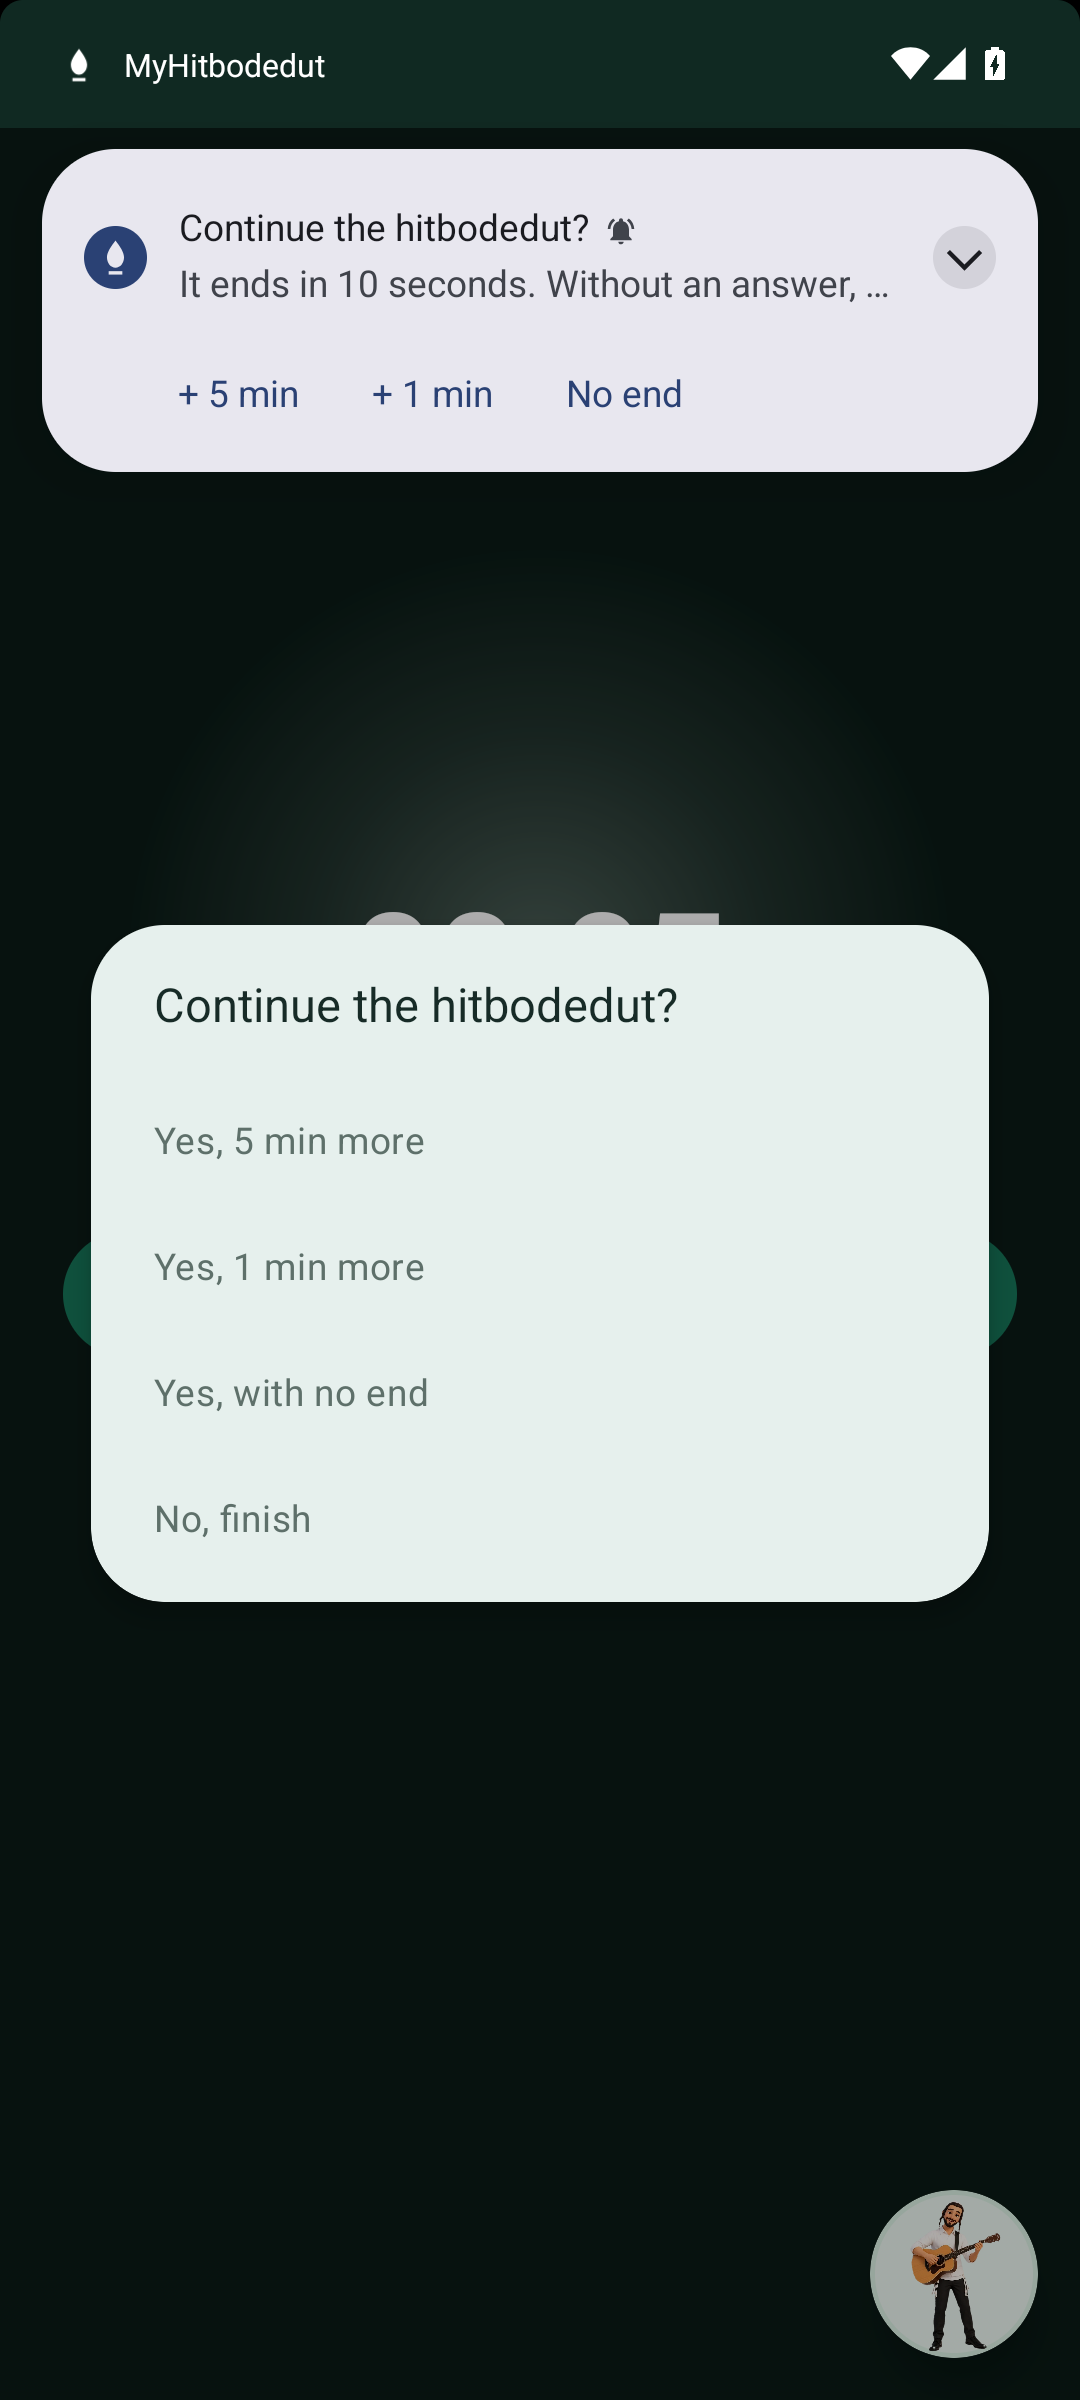 MyHitbodedut
Continue the hitbodedut?
It ends in 10 seconds. Without an answer, ...
+ 5 min + 1 min No end
Continue the hitbodedut?
Yes, 5 min more
Yes, 1 min more
Yes, with no end
No, finish